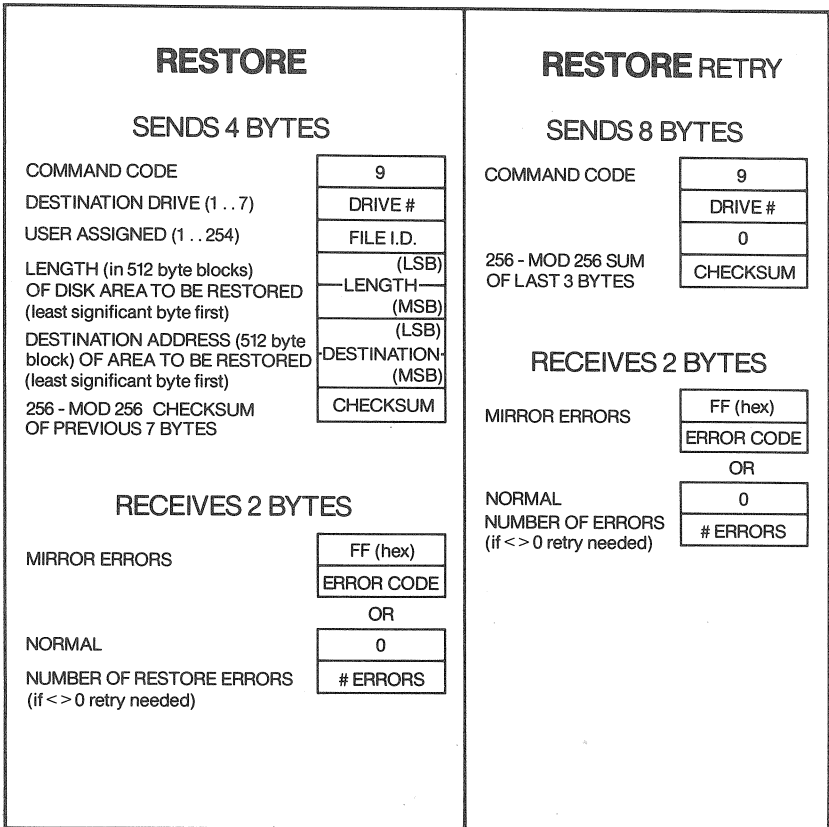 RESTORE
SENDS 4 BYTES
COMMAND CODE 9
DESTINATION DRIVE (1 . . 7) DRIVE #
USER ASSIGNED (1 . . 254) FILE I.D.
LENGTH (in 512 byte blocks) (LSB)
OF DISK AREA TO BE RESTORED LENGTH
(least significant byte first) (MSB)
DESTINATION ADDRESS (512 byte (LSB)
block) OF AREA TO BE RESTORED DESTINATION
(least significant byte first) (MSB)
256 - MOD 256 CHECKSUM CHECKSUM
OF PREVIOUS 7 BYTES
RECEIVES 2 BYTES
MIRROR ERRORS FF (hex)
ERROR CODE
OR
NORMAL 0
NUMBER OF RESTORE ERRORS # ERRORS
(if < > 0 retry needed)
RESTORE RETRY
SENDS 8 BYTES
COMMAND CODE 9
DRIVE #
0
256 - MOD 256 SUM CHECKSUM
OF LAST 3 BYTES
RECEIVES 2 BYTES
MIRROR ERRORS FF (hex)
ERROR CODE
OR
NORMAL 0
NUMBER OF ERRORS # ERRORS
(if < > 0 retry needed)